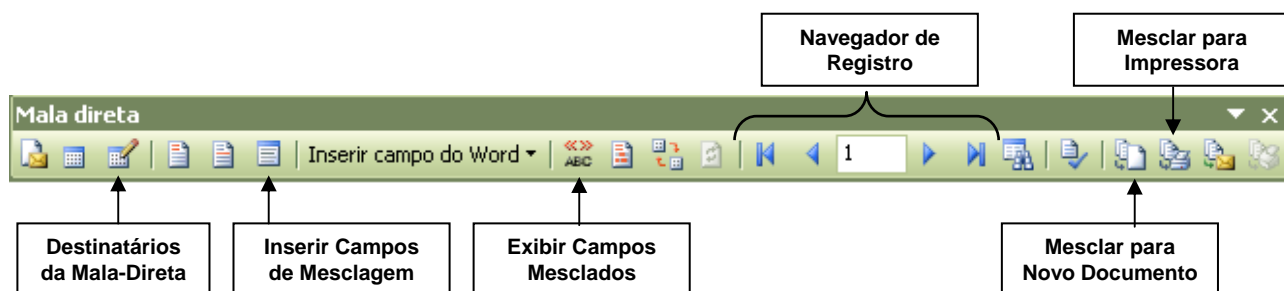 Navegador de
Registro
Mesclar para
Impressora
Mala direta
Inserir campo do Word
ABC
1
Destinatários
da Mala-Direta
Inserir Campos
de Mesclagem
Exibir Campos
Mesclados
Mesclar para
Novo Documento